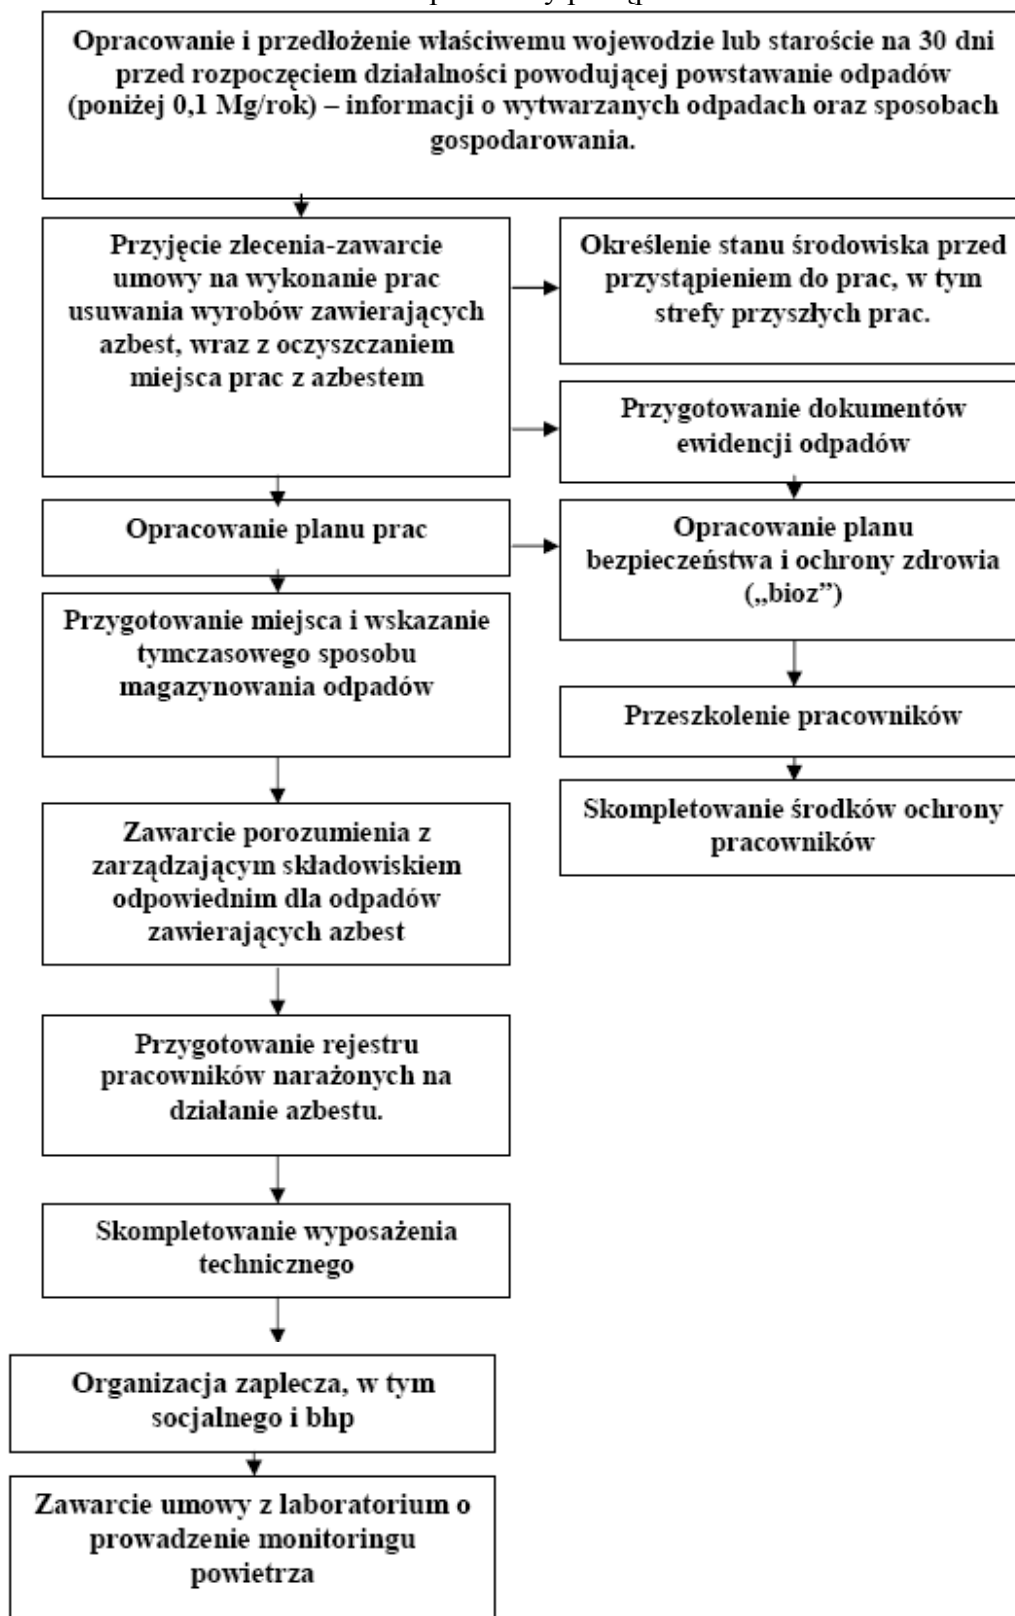 Opracowanie i przedłożenie właściwemu wojewodzie lub staroście na 30 dni
przed rozpoczęciem działalności powodującej powstawanie odpadów
(poniżej 0,1 Mg/rok) – informacji o wytwarzanych odpadach oraz sposobach
gospodarowania.
Przyjęcie zlecenia-zawarcie
umowy na wykonanie prac
usuwania wyrobów zawierających
azbest, wraz z oczyszczaniem
miejsca prac z azbestem
Określenie stanu środowiska przed
przystąpieniem do prac, w tym
strefy przyszłych prac.
Przygotowanie dokumentów
ewidencji odpadów
Opracowanie planu prac
Opracowanie planu
bezpieczeństwa i ochrony zdrowia
(„bioz”)
Przygotowanie miejsca i wskazanie
tymczasowego sposobu
magazynowania odpadów
Przeszkolenie pracowników
Skompletowanie środków ochrony
pracowników
Zawarcie porozumienia z
zarządzającym składowiskiem
odpowiednim dla odpadów
zawierających azbest
Przygotowanie rejestru
pracowników narażonych na
działanie azbestu.
Skompletowanie wyposażenia
technicznego
Organizacja zaplecza, w tym
socjalnego i bhp
Zawarcie umowy z laboratorium o
prowadzenie monitoringu
powietrza